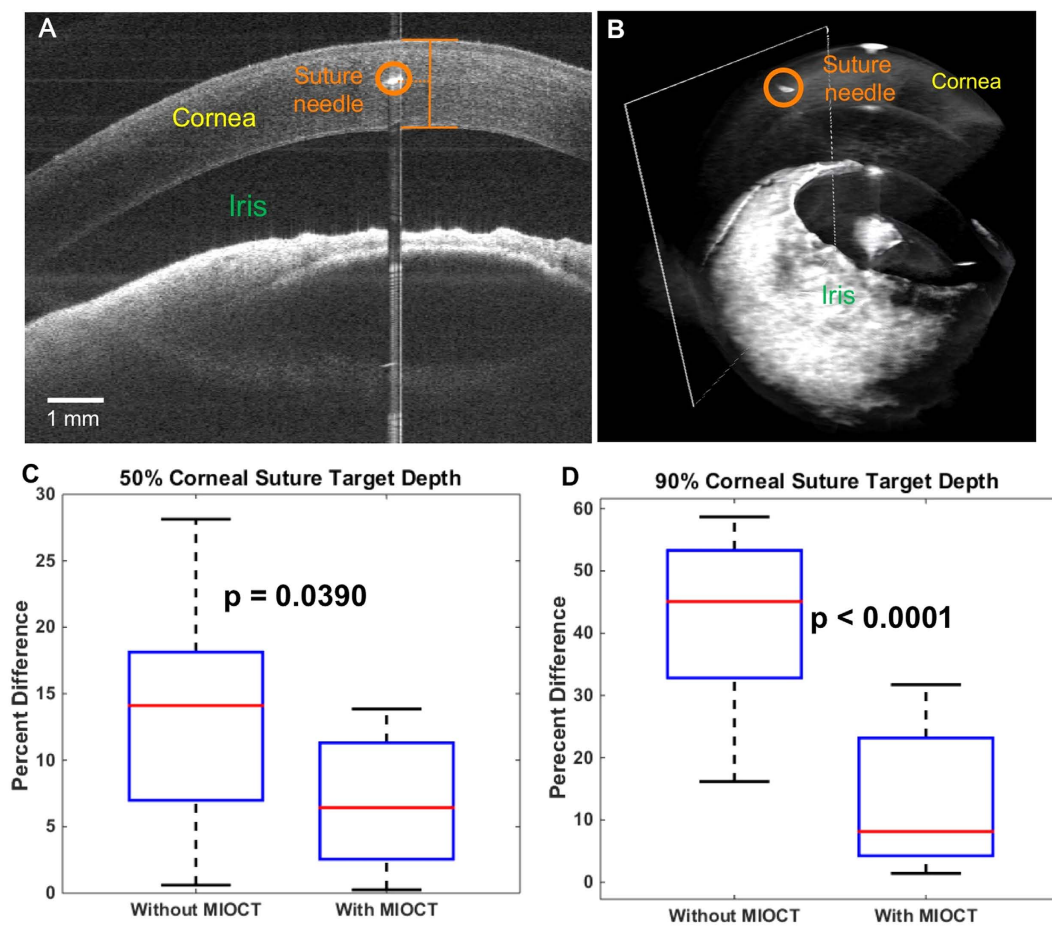 A
Suture
needle
Cornea
Iris
1 mm
B
Suture
needle
Cornea
Iris
C
50% Corneal Suture Target Depth
Percent Difference
30
25
20
15
10
5
0
p = 0.0390
Without MIOCT
With MIOCT
D
90% Corneal Suture Target Depth
Perecent Difference
60
50
40
30
20
10
0
p < 0.0001
Without MIOCT
With MIOCT